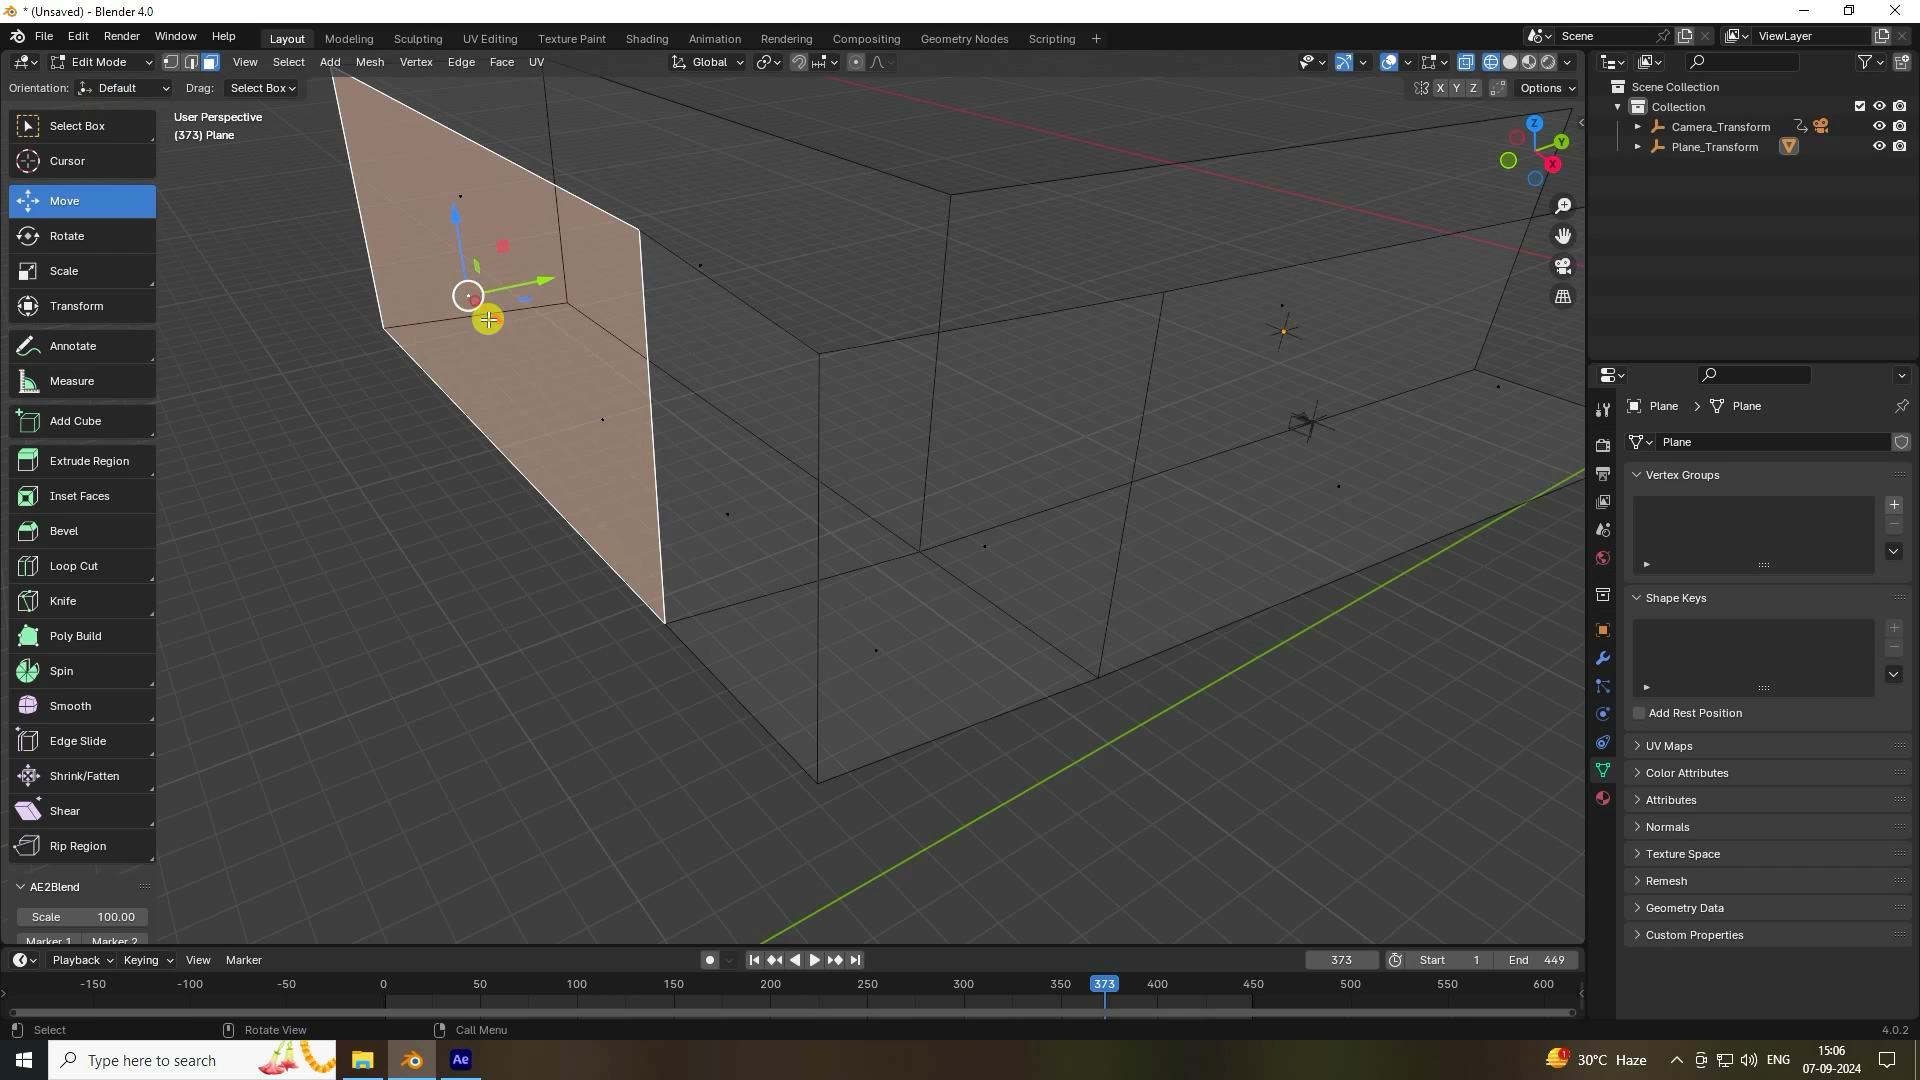 * (Unsaved) - Blender 4.0
File Edit Render Window Help
Layout Modeling Sculpting UV Editing Texture Paint Shading Animation Rendering Compositing Geometry Nodes Scripting +
Scene
ViewLayer
Edit Mode
View Select Add Mesh Vertex Edge Face UV
Global
Orientation: Default Drag: Select Box
X Y Z Options
Select Box
Cursor
Move
Rotate
Scale
Transform
Annotate
Measure
Add Cube
Extrude Region
Inset Faces
Bevel
Loop Cut
Knife
Poly Build
Spin
Smooth
Edge Slide
Shrink/Fatten
Shear
Rip Region
AE2Blend
Scale 100.00
Marker 1 Marker 2
User Perspective
(373) Plane
Z
Y
X
Scene Collection
Collection
Camera_Transform
Plane_Transform
Plane > Plane
Plane
Vertex Groups
Shape Keys
Add Rest Position
UV Maps
Color Attributes
Attributes
Normals
Texture Space
Remesh
Geometry Data
Custom Properties
Playback Keying View Marker
373 Start 1 End 449
-150 -100 -50 0 50 100 150 200 250 300 350 373 400 450 500 550 600
Select Rotate View Call Menu
4.0.2
Type here to search
Ae
1
30°C Haze
ENG
15:06
07-09-2024